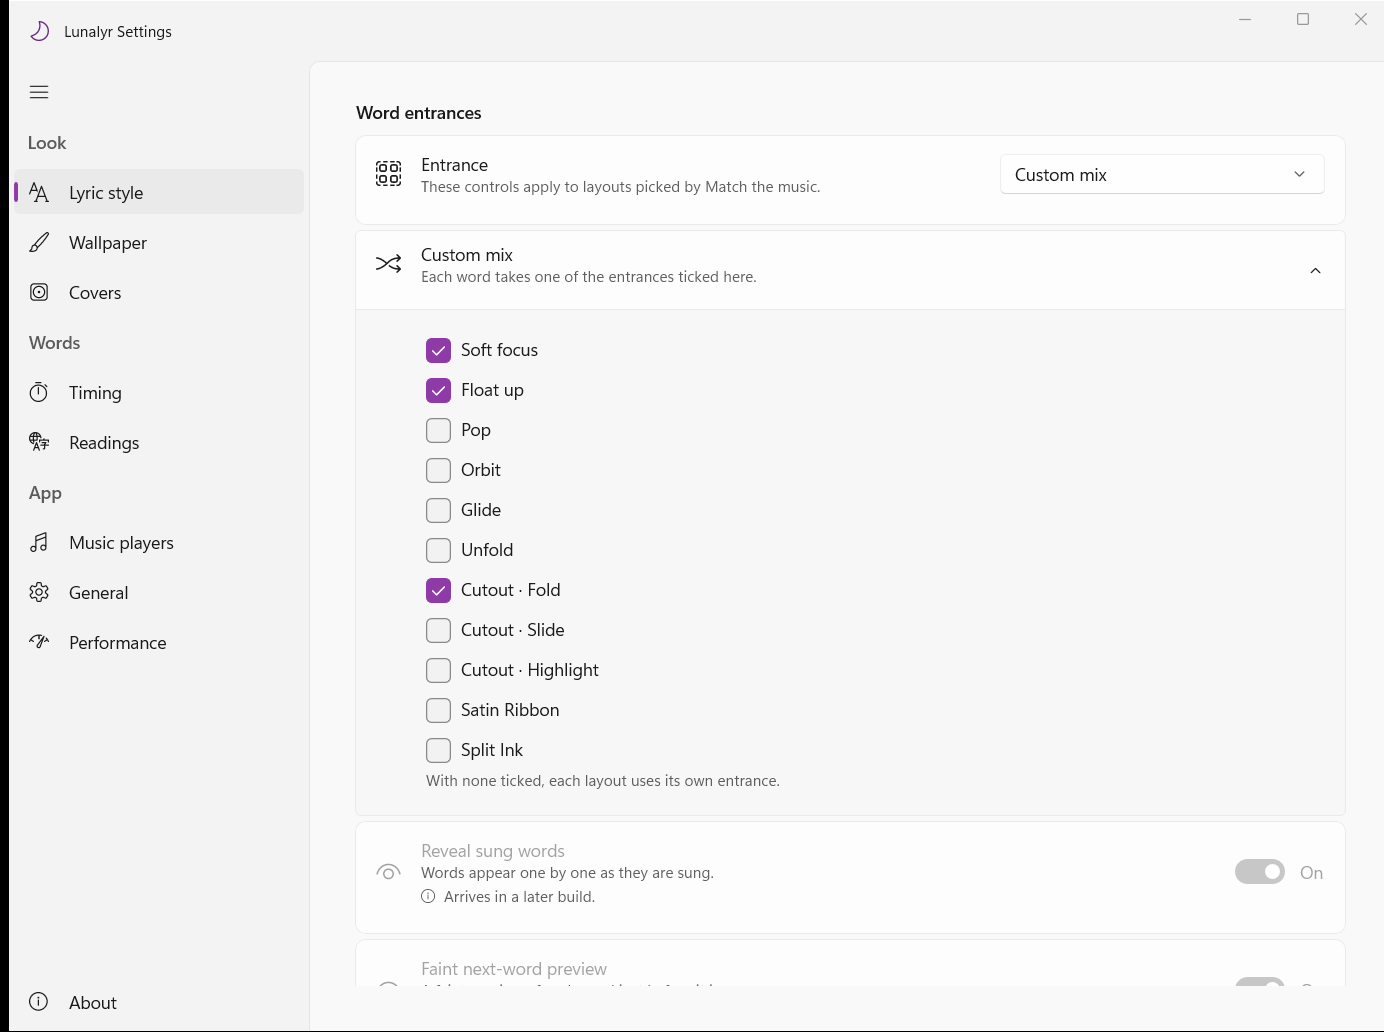 Lunalyr Settings
Look
Lyric style
Wallpaper
Covers
Words
Timing
Readings
App
Music players
General
Performance
About
Word entrances
Entrance
These controls apply to layouts picked by Match the music.
Custom mix
Custom mix
Each word takes one of the entrances ticked here.
Soft focus
Float up
Pop
Orbit
Glide
Unfold
Cutout · Fold
Cutout · Slide
Cutout · Highlight
Satin Ribbon
Split Ink
With none ticked, each layout uses its own entrance.
Reveal sung words
Words appear one by one as they are sung.
Arrives in a later build.
On
Faint next-word preview